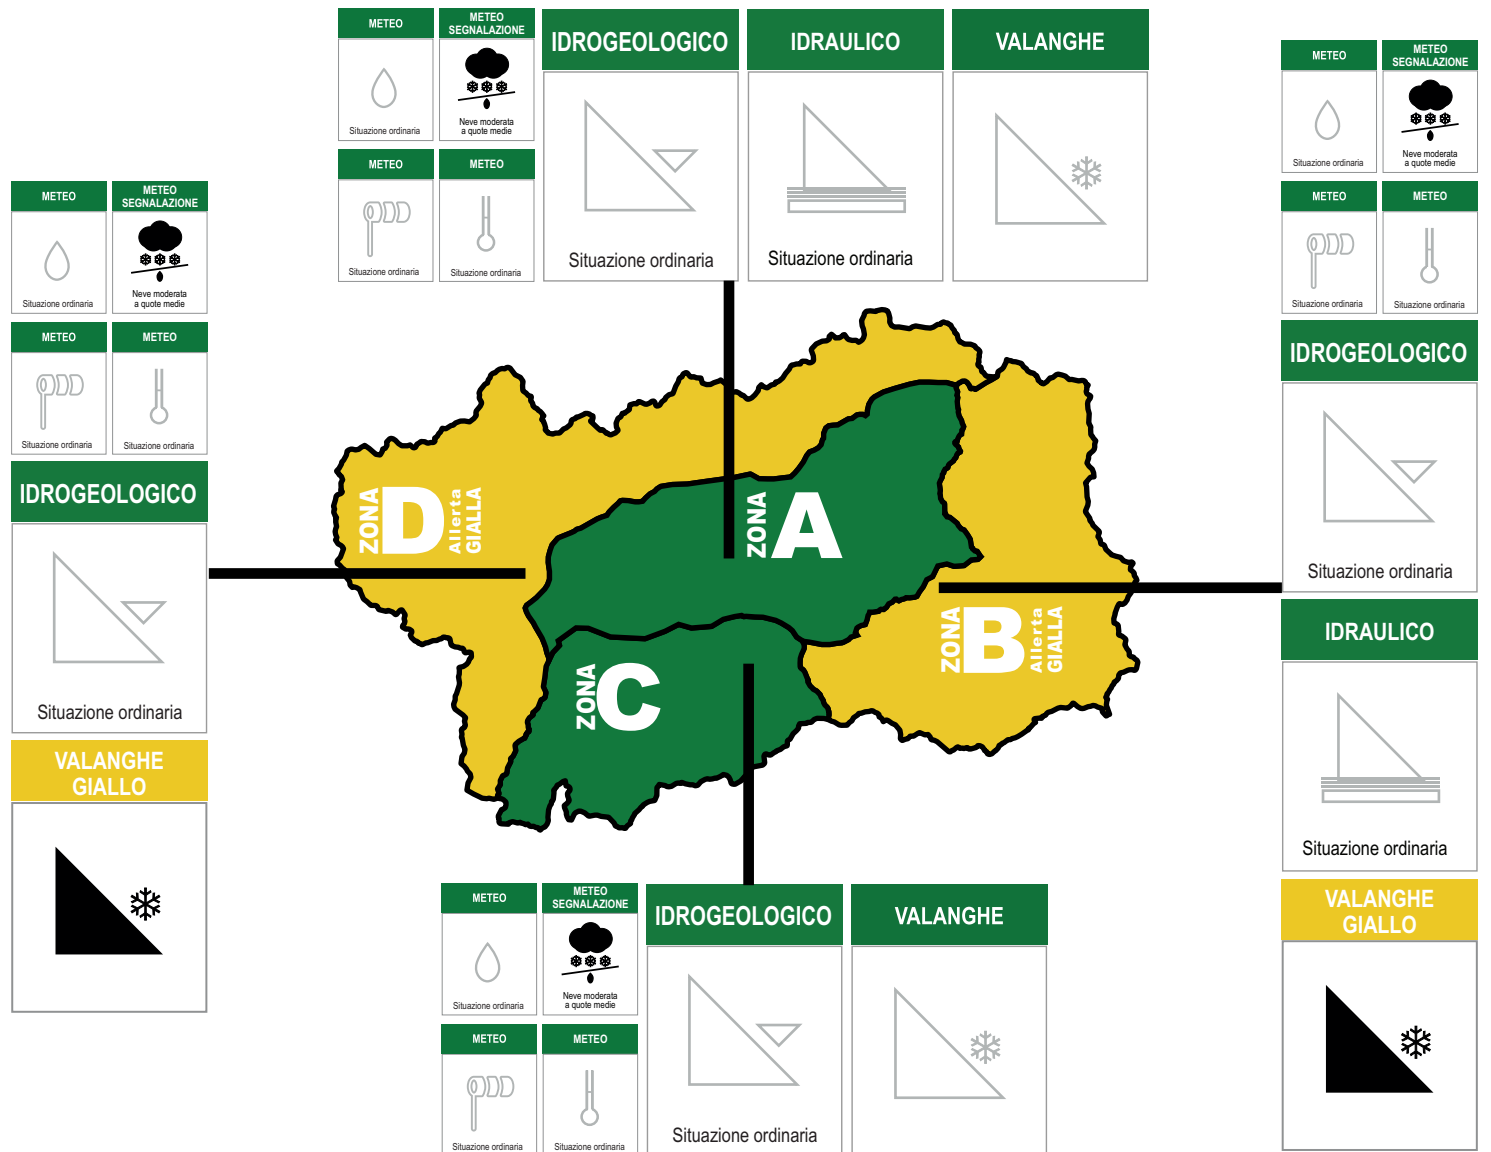 METEO
METEO
SEGNALAZIONE
Situazione ordinaria
Neve moderata
a quote medie
METEO
METEO
Situazione ordinaria
Situazione ordinaria
IDROGEOLOGICO
Situazione ordinaria
IDRAULICO
Situazione ordinaria
VALANGHE
METEO
METEO
SEGNALAZIONE
Situazione ordinaria
Neve moderata
a quote medie
METEO
METEO
Situazione ordinaria
Situazione ordinaria
IDROGEOLOGICO
Situazione ordinaria
IDRAULICO
Situazione ordinaria
VALANGHE
GIALLO
METEO
METEO
SEGNALAZIONE
Situazione ordinaria
Neve moderata
a quote medie
METEO
METEO
Situazione ordinaria
Situazione ordinaria
IDROGEOLOGICO
Situazione ordinaria
VALANGHE
GIALLO
ZONA D Allerta
GIALLA
ZONA A
ZONA B Allerta
GIALLA
ZONA C
METEO
METEO
SEGNALAZIONE
Situazione ordinaria
Neve moderata
a quote medie
METEO
METEO
Situazione ordinaria
Situazione ordinaria
IDROGEOLOGICO
Situazione ordinaria
VALANGHE